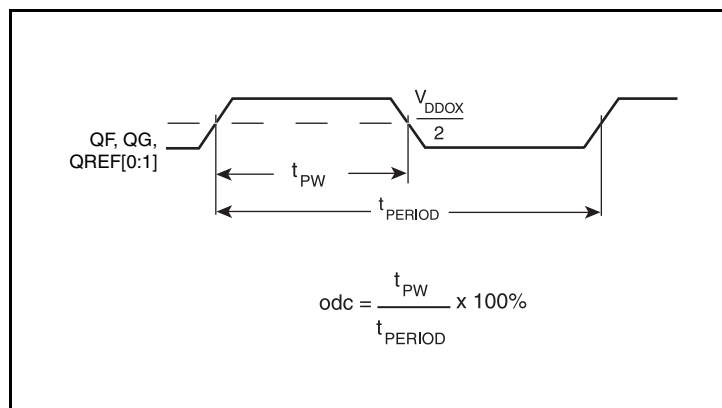 V_DDOX
2
QF, QG,
QREF[0:1]
t_PW
t_PERIOD
odc = t_PW / t_PERIOD x 100%